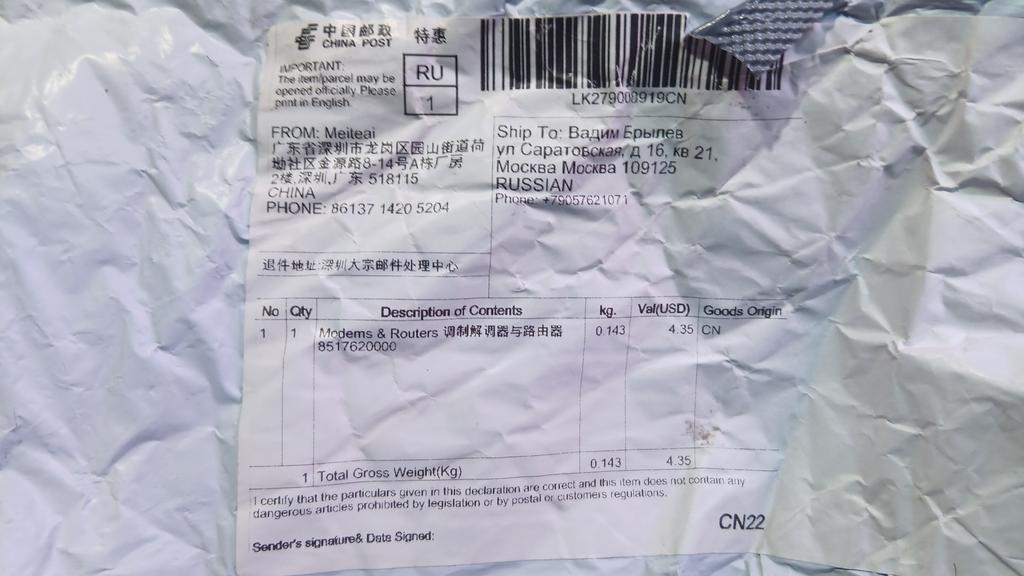 中国邮政
CHINA POST
特惠
IMPORTANT:
The item/parcel may be
opened officially. Please
print in English.
RU
1
LK279008919CN
FROM: Meiteai
广东省深圳市龙岗区园山街道荷
坳社区金源路8-14号A栋厂房
2楼,深圳,广东 518115
CHINA
PHONE: 86137 1420 5204
Ship To: Вадим Брылев
ул Саратовская, д 16, кв 21,
Москва Москва 109125
RUSSIAN
Phone: +79057621071
退件地址:深圳大宗邮件处理中心
No Qty Description of Contents kg. Val(USD) Goods Origin
1 1 Modems & Routers 调制解调器与路由器 0.143 4.35 CN
8517620000
1 Total Gross Weight(Kg) 0.143 4.35
I certify that the particulars given in this declaration are correct and this item does not contain any
dangerous articles prohibited by legislation or by postal or customers regulations.
Sender's signature& Data Signed:
CN22